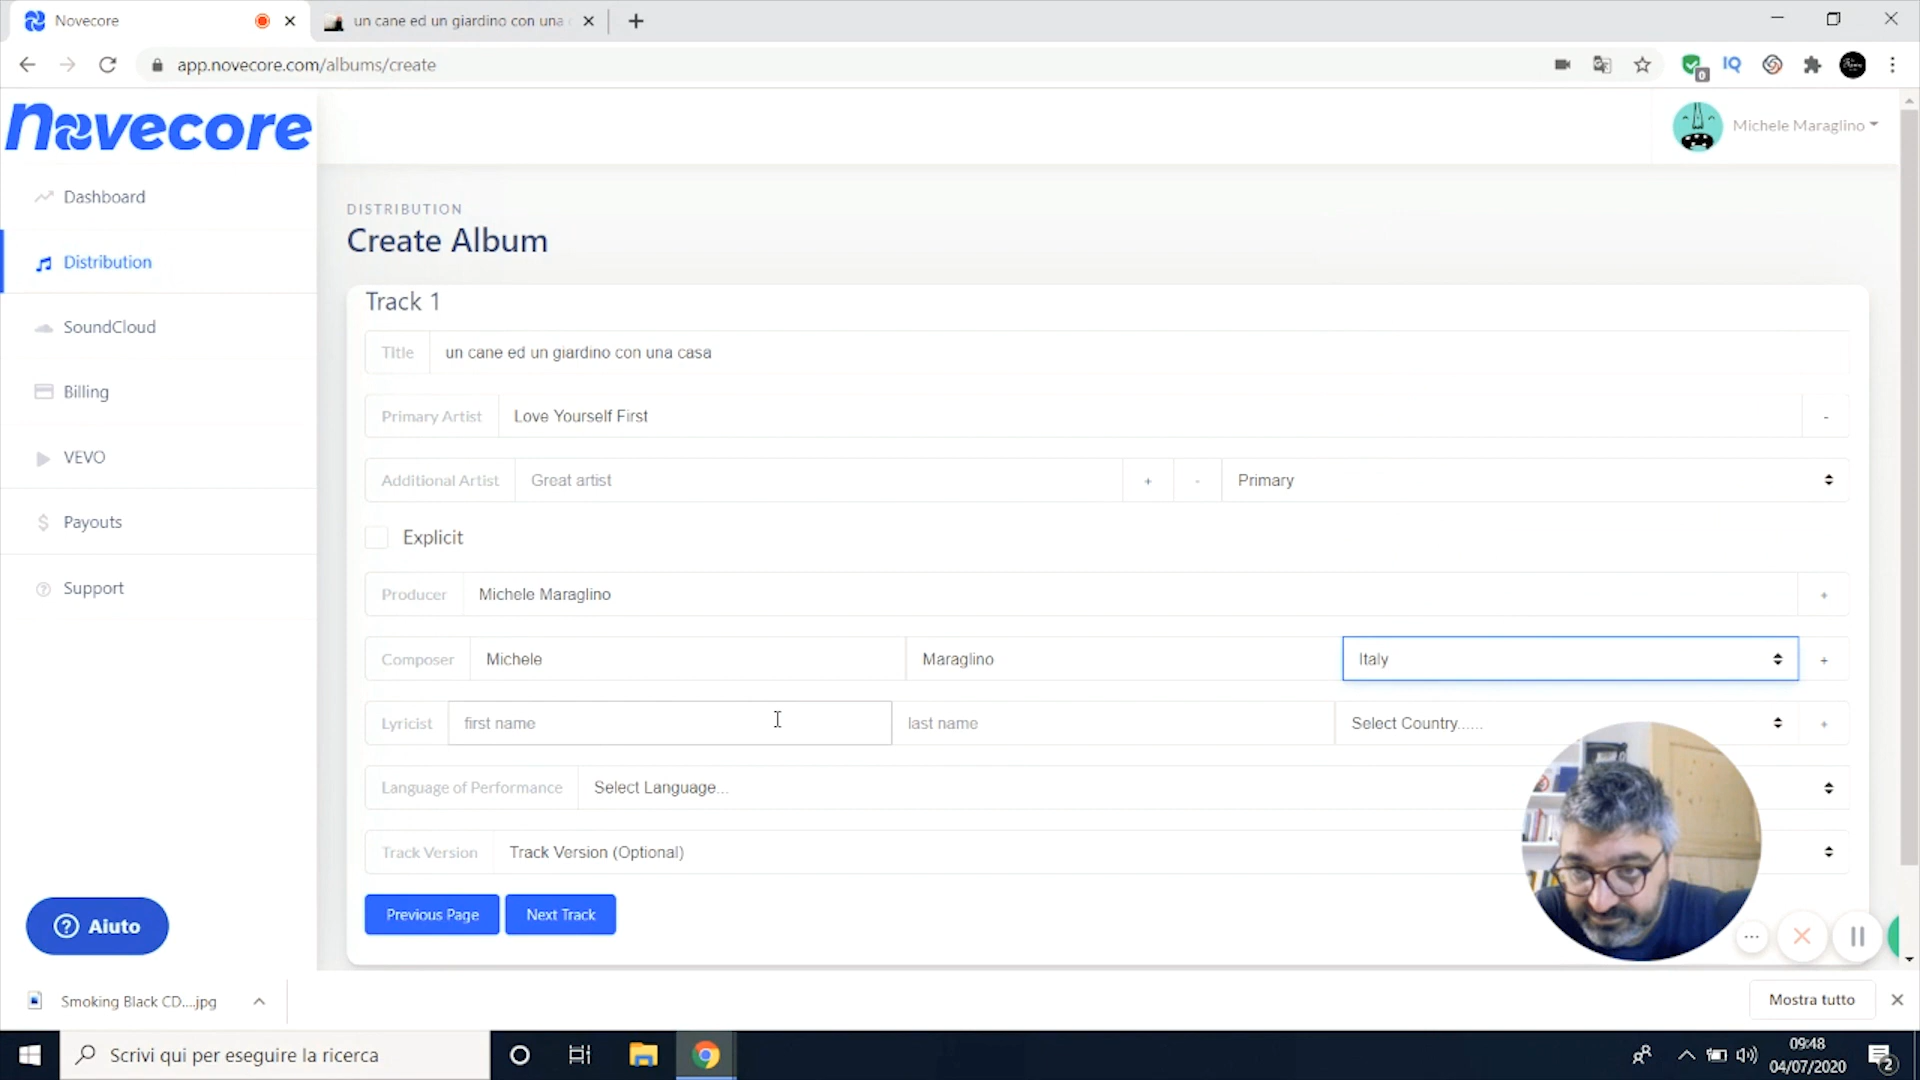 Novecore
un cane ed un giardino con una
app.novecore.com/albums/create
0
IQ
Novecore
Michele Maraglino
Dashboard
Distribution
SoundCloud
Billing
VEVO
Payouts
Support
Aiuto
DISTRIBUTION
Create Album
Track 1
Title un cane ed un giardino con una casa
Primary Artist Love Yourself First -
Additional Artist Great artist + - Primary
Explicit
Producer Michele Maraglino +
Composer Michele Maraglino Italy +
Lyricist first name last name Select Country...... +
Language of Performance Select Language...
Track Version Track Version (Optional)
Previous Page Next Track
Smoking Black CD....jpg
Mostra tutto
Scrivi qui per eseguire la ricerca
09:48
04/07/2020
2